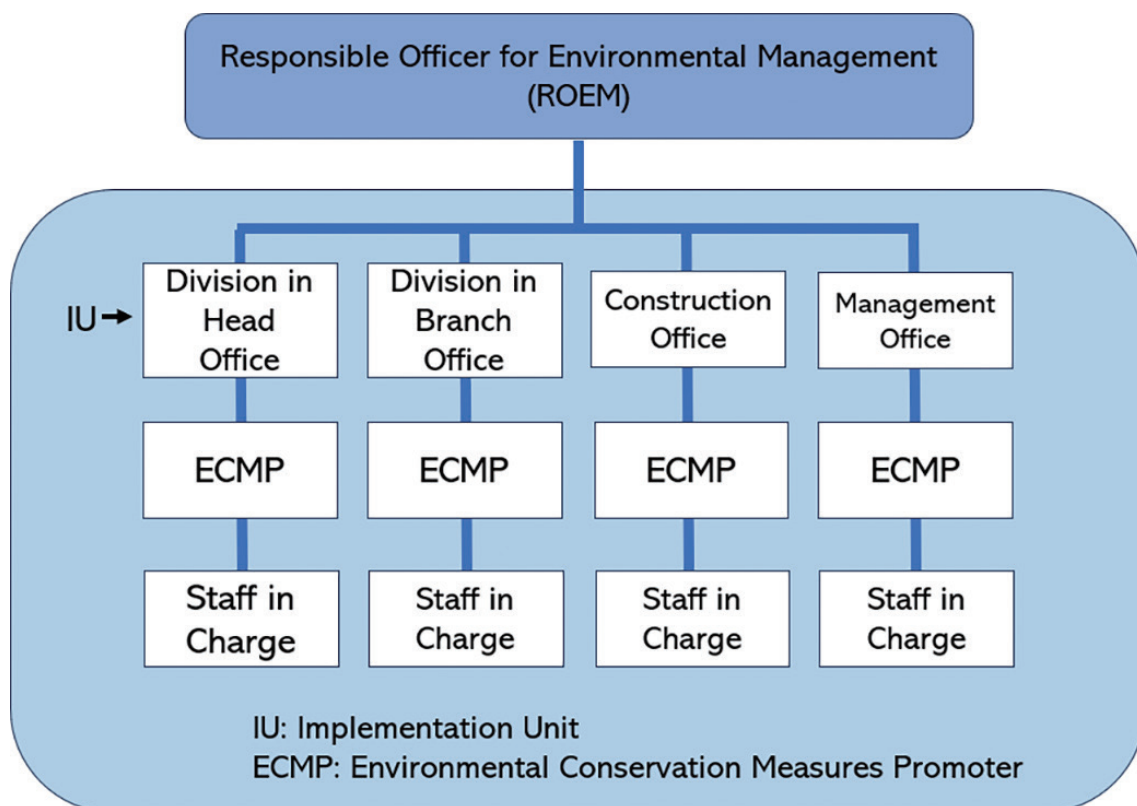 Responsible Officer for Environmental Management
(ROEM)
IU
Division in
Head
Office
Division in
Branch
Office
Construction
Office
Management
Office
ECMP
ECMP
ECMP
ECMP
Staff in
Charge
Staff in
Charge
Staff in
Charge
Staff in
Charge
IU: Implementation Unit
ECMP: Environmental Conservation Measures Promoter